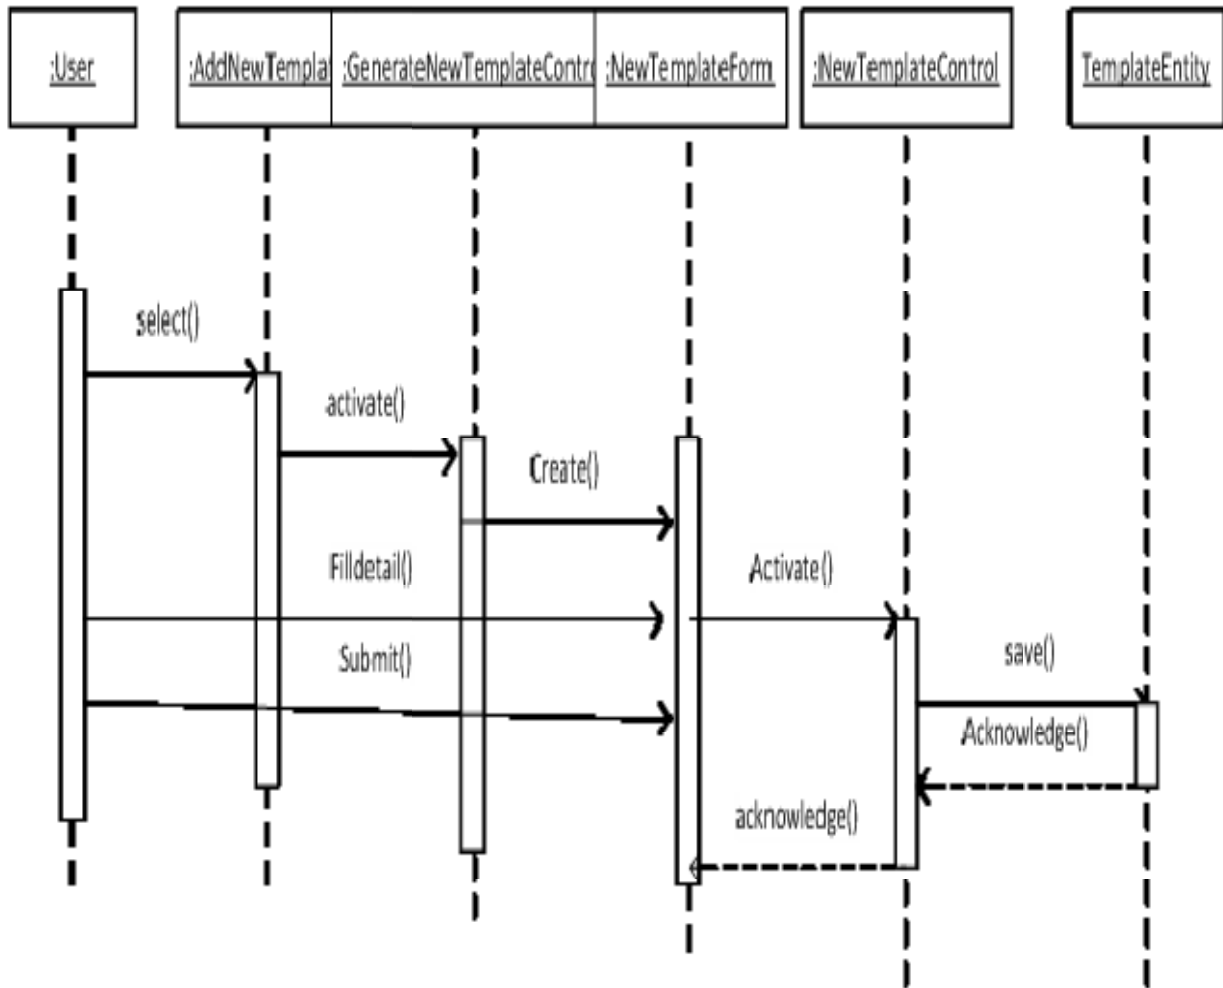 :User
:AddNewTemplat
:GenerateNewTemplateContro
:NewTemplateForm
:NewTemplateControl
TemplateEntity
select()
activate()
Create()
Filldetail()
Activate()
Submit()
save()
Acknowledge()
acknowledge()